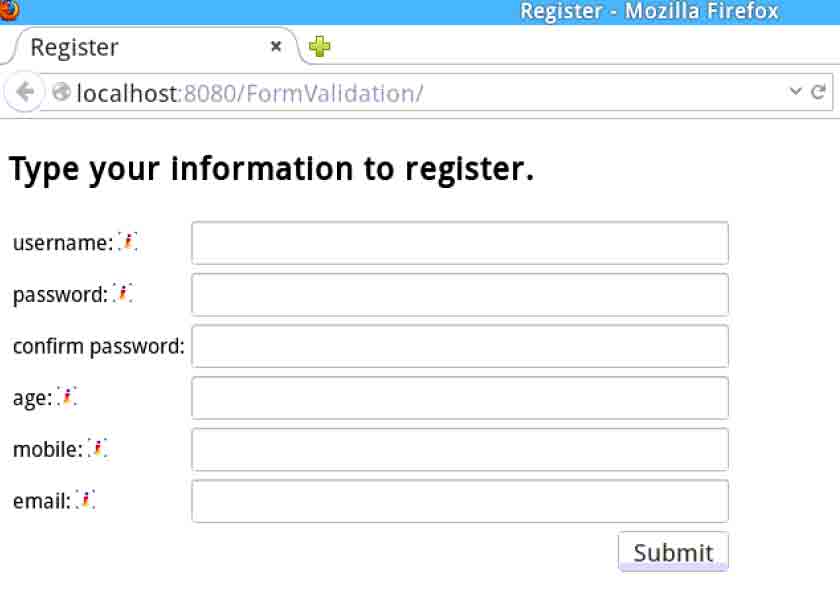 Register - Mozilla Firefox
Register
localhost:8080/FormValidation/
Type your information to register.
username: i
password: i
confirm password:
age: i
mobile: i
email: i
Submit